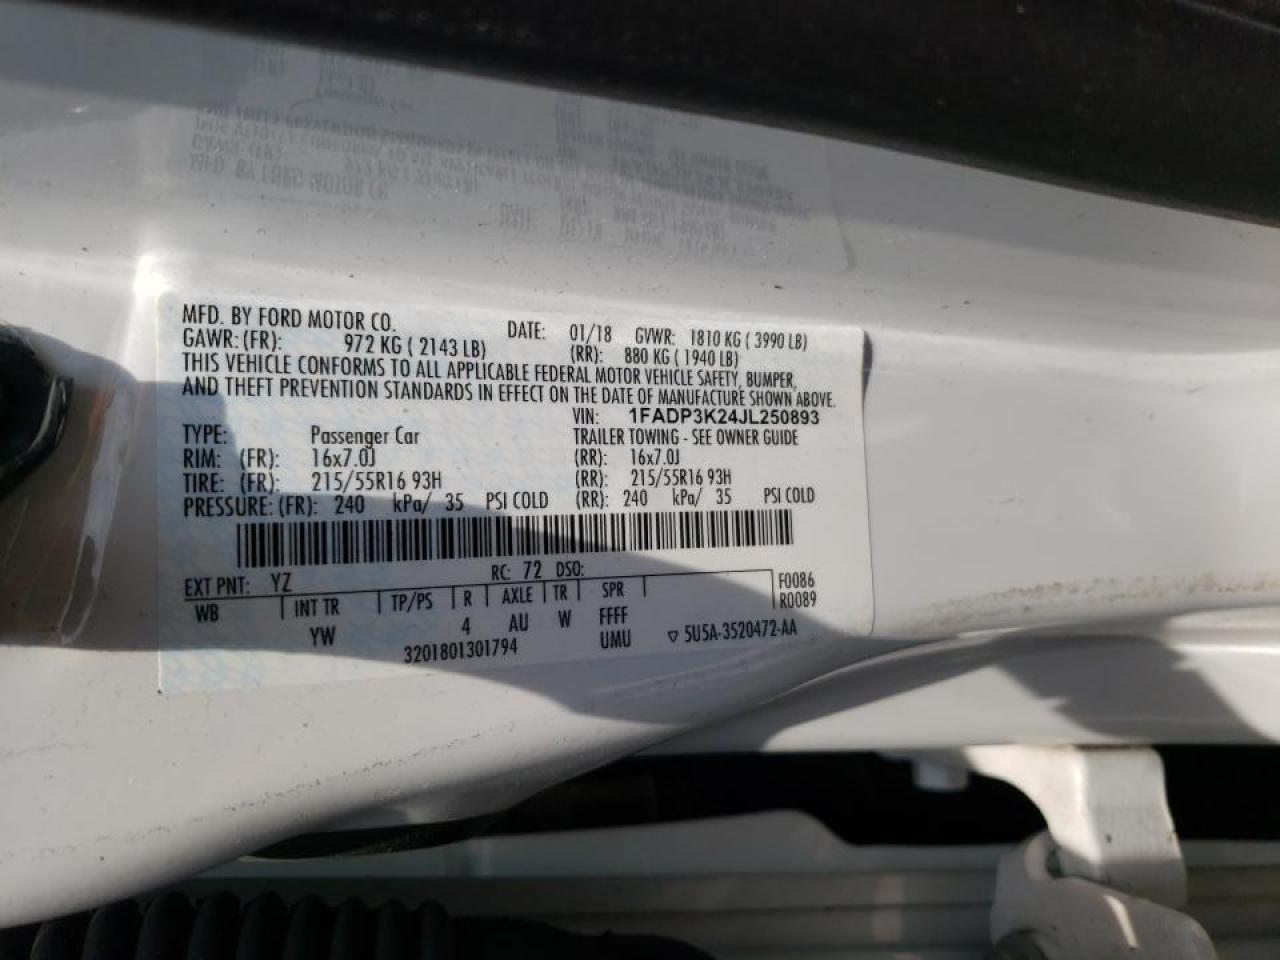 MFD. BY FORD MOTOR CO. DATE: 01/18 GVWR: 1810 KG ( 3990 LB)
GAWR: (FR): 972 KG ( 2143 LB) (RR): 880 KG ( 1940 LB)
THIS VEHICLE CONFORMS TO ALL APPLICABLE FEDERAL MOTOR VEHICLE SAFETY, BUMPER,
AND THEFT PREVENTION STANDARDS IN EFFECT ON THE DATE OF MANUFACTURE SHOWN ABOVE.
VIN: 1FADP3K24JL250893
TYPE: Passenger Car TRAILER TOWING - SEE OWNER GUIDE
RIM: (FR): 16x7.0J (RR): 16x7.0J
TIRE: (FR): 215/55R16 93H (RR): 215/55R16 93H
PRESSURE: (FR): 240 kPa/ 35 PSI COLD (RR): 240 kPa/ 35 PSI COLD
EXT PNT: YZ RC: 72 DSO: F0086
WB INT TR TP/PS R AXLE TR SPR R0089
YW 4 AU W FFFF
3201801301794 UMU ▽ 5U5A-3520472-AA